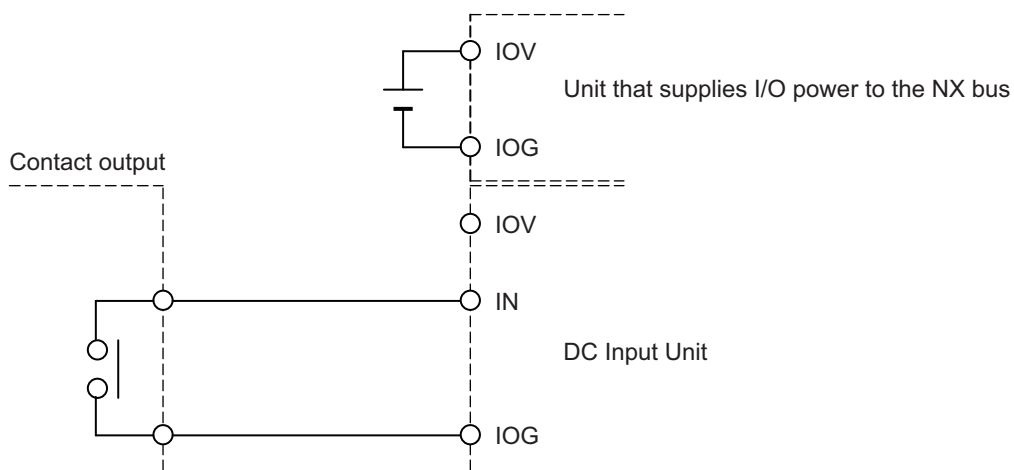 IOV
Unit that supplies I/O power to the NX bus
IOG
Contact output
IOV
IN
DC Input Unit
IOG